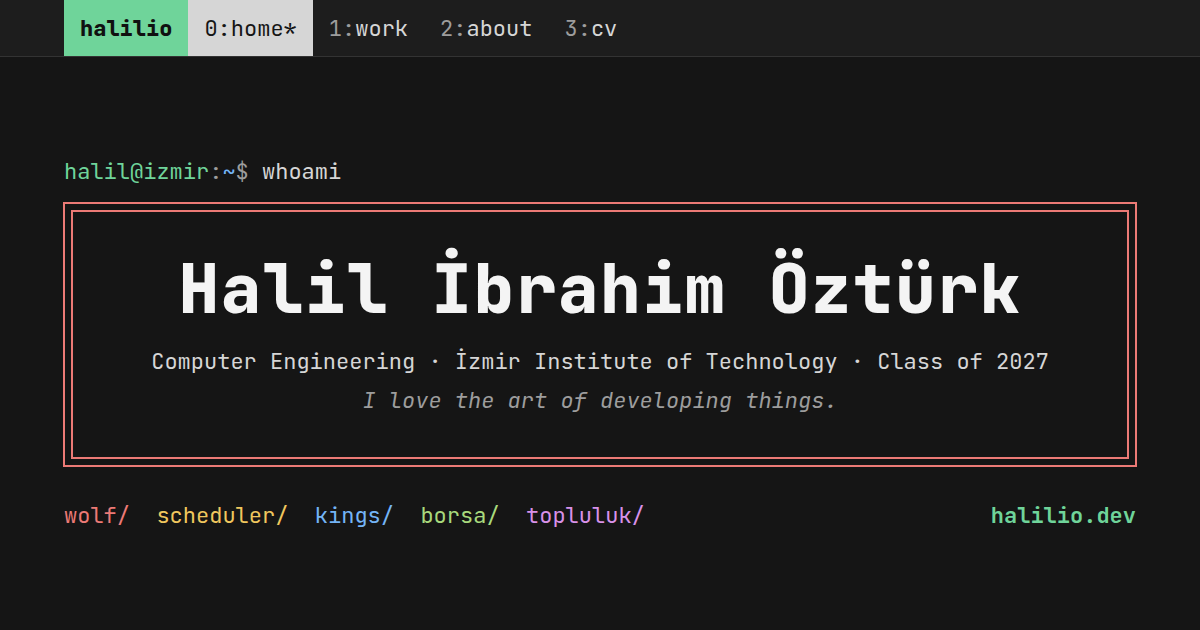 halilio 0:home* 1:work 2:about 3:cv
halil@izmir:~$ whoami
Halil İbrahim Öztürk
Computer Engineering · İzmir Institute of Technology · Class of 2027
I love the art of developing things.
wolf/ scheduler/ kings/ borsa/ topluluk/ halilio.dev